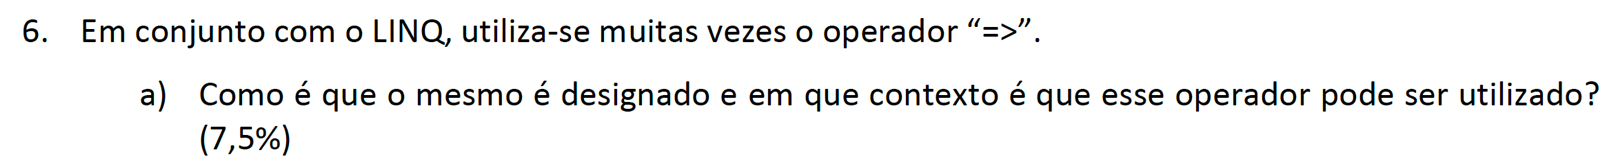 6. Em conjunto com o LINQ, utiliza-se muitas vezes o operador “=>”.
a) Como é que o mesmo é designado e em que contexto é que esse operador pode ser utilizado?
(7,5%)